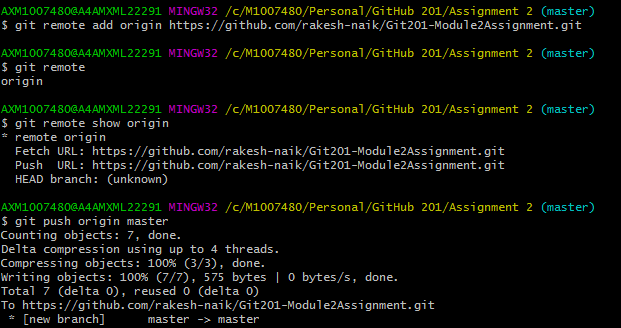 AXM1007480@A4AMXML22291 MINGW32 /c/M1007480/Personal/GitHub 201/Assignment 2 (master)
$ git remote add origin https://github.com/rakesh-naik/Git201-Module2Assignment.git
AXM1007480@A4AMXML22291 MINGW32 /c/M1007480/Personal/GitHub 201/Assignment 2 (master)
$ git remote
origin
AXM1007480@A4AMXML22291 MINGW32 /c/M1007480/Personal/GitHub 201/Assignment 2 (master)
$ git remote show origin
* remote origin
  Fetch URL: https://github.com/rakesh-naik/Git201-Module2Assignment.git
  Push  URL: https://github.com/rakesh-naik/Git201-Module2Assignment.git
  HEAD branch: (unknown)
AXM1007480@A4AMXML22291 MINGW32 /c/M1007480/Personal/GitHub 201/Assignment 2 (master)
$ git push origin master
Counting objects: 7, done.
Delta compression using up to 4 threads.
Compressing objects: 100% (3/3), done.
Writing objects: 100% (7/7), 575 bytes | 0 bytes/s, done.
Total 7 (delta 0), reused 0 (delta 0)
To https://github.com/rakesh-naik/Git201-Module2Assignment.git
 * [new branch]      master -> master